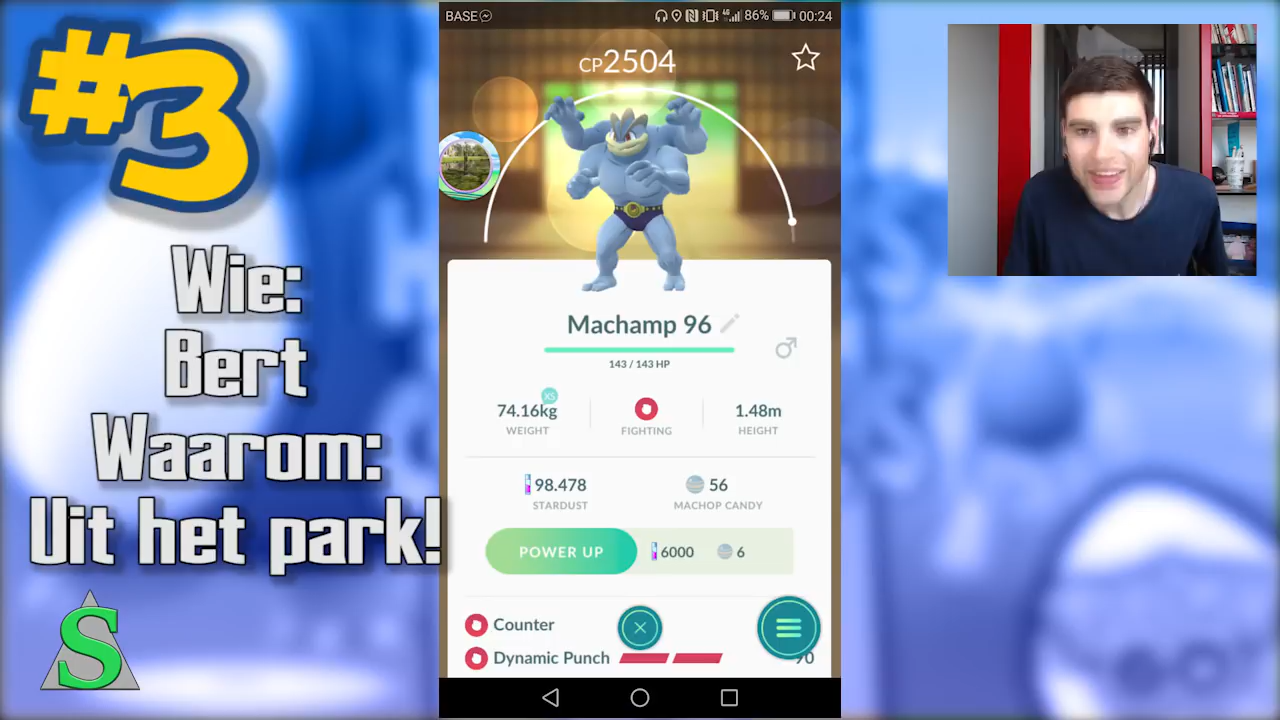 #3
Wie:
Bert
Waarom:
Uit het park!
S
BASE
4G 86% 00:24
CP2504
Machamp 96
143 / 143 HP
XS
74.16kg
WEIGHT
FIGHTING
1.48m
HEIGHT
98.478
STARDUST
56
MACHOP CANDY
POWER UP
6000
6
Counter
Dynamic Punch
90